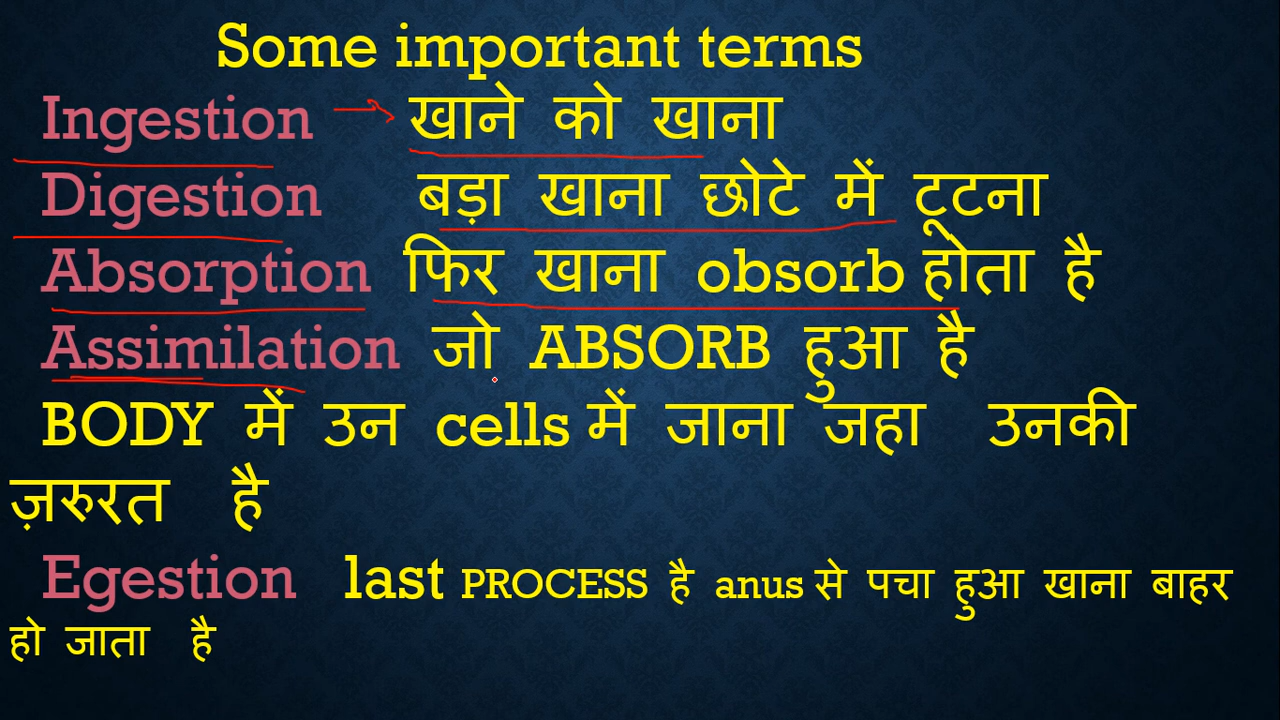 Some important terms
Ingestion खाने को खाना
Digestion बड़ा खाना छोटे में टूटना
Absorption फिर खाना obsorb होता है
Assimilation जो ABSORB हुआ है
BODY में उन cells में जाना जहा उनकी
ज़रुरत है
Egestion last PROCESS है anus से पचा हुआ खाना बाहर
हो जाता है